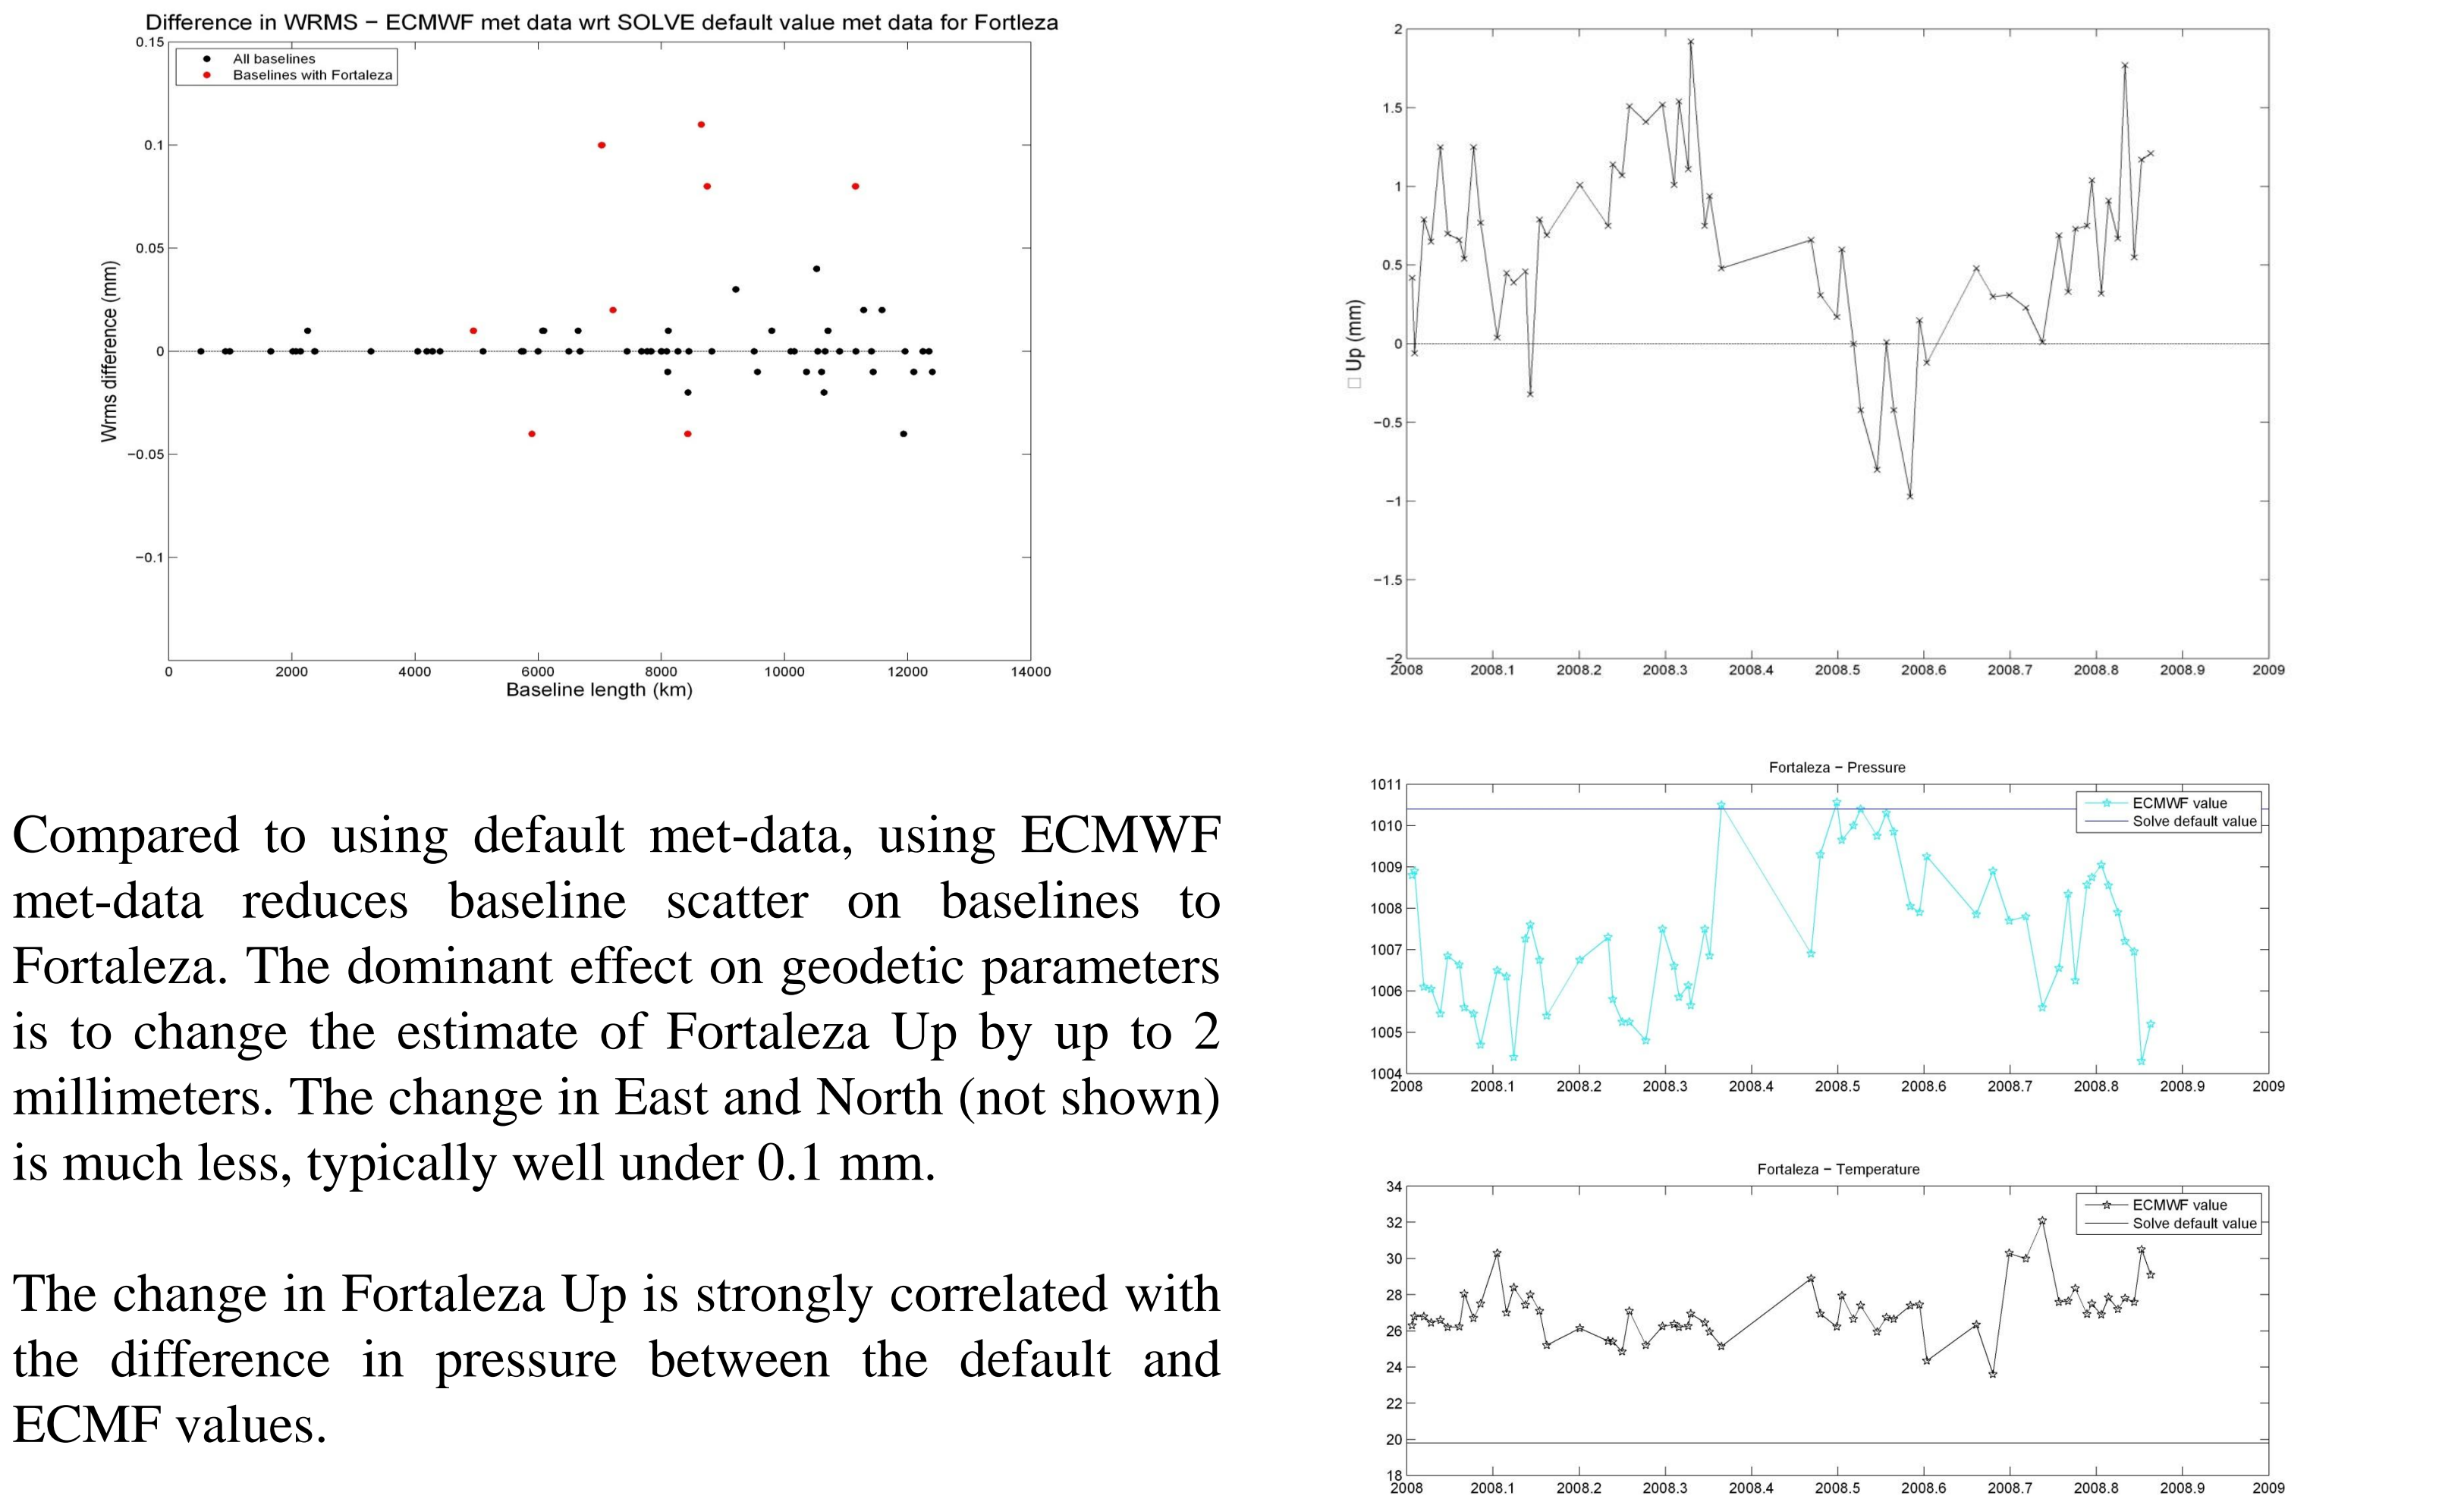 Difference in WRMS − ECMWF met data wrt SOLVE default value met data for Fortleza
All baselines
Baselines with Fortaleza
0.15
0.1
0.05
0
−0.05
−0.1
Wrms difference (mm)
0 2000 4000 6000 8000 10000 12000 14000
Baseline length (km)
2
1.5
1
0.5
0
−0.5
−1
−1.5
−2
□ Up (mm)
2008 2008.1 2008.2 2008.3 2008.4 2008.5 2008.6 2008.7 2008.8 2008.9 2009
Compared to using default met-data, using ECMWF
met-data reduces baseline scatter on baselines to
Fortaleza. The dominant effect on geodetic parameters
is to change the estimate of Fortaleza Up by up to 2
millimeters. The change in East and North (not shown)
is much less, typically well under 0.1 mm.
The change in Fortaleza Up is strongly correlated with
the difference in pressure between the default and
ECMF values.
Fortaleza − Pressure
ECMWF value
Solve default value
1011
1010
1009
1008
1007
1006
1005
1004
2008 2008.1 2008.2 2008.3 2008.4 2008.5 2008.6 2008.7 2008.8 2008.9 2009
Fortaleza − Temperature
ECMWF value
Solve default value
34
32
30
28
26
24
22
20
18
2008 2008.1 2008.2 2008.3 2008.4 2008.5 2008.6 2008.7 2008.8 2008.9 2009